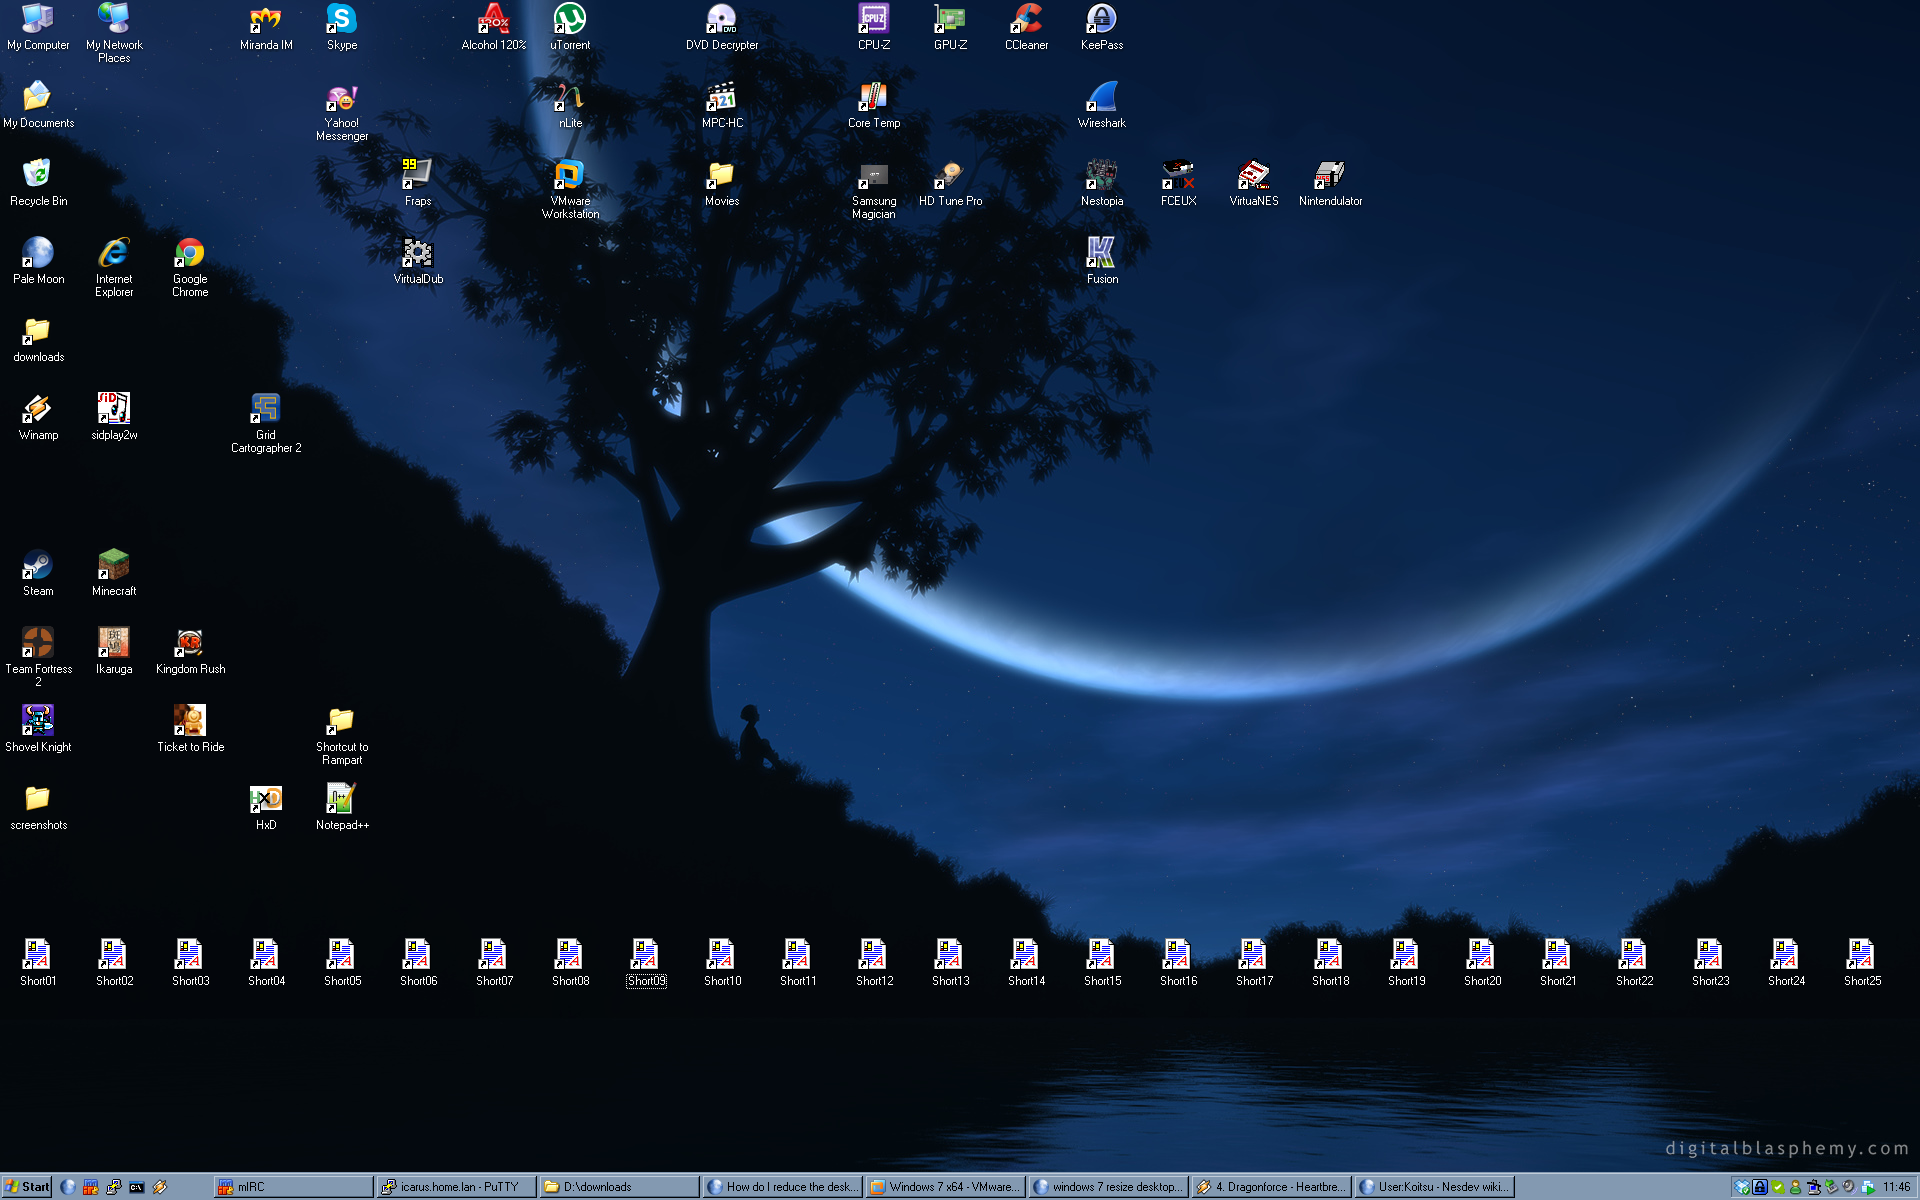 My Computer
My Network
Places
Miranda IM
Skype
Alcohol 120%
uTorrent
DVD Decrypter
CPU-Z
GPU-Z
CCleaner
KeePass
My Documents
Yahoo!
Messenger
nLite
MPC-HC
Core Temp
Wireshark
Recycle Bin
Fraps
VMware
Workstation
Movies
Samsung
Magician
HD Tune Pro
Nestopia
FCEUX
VirtuaNES
Nintendulator
Pale Moon
Internet
Explorer
Google
Chrome
VirtualDub
Fusion
downloads
Winamp
sidplay2w
Grid
Cartographer 2
Steam
Minecraft
Team Fortress
2
Ikaruga
Kingdom Rush
Shovel Knight
Ticket to Ride
Shortcut to
Rampart
screenshots
HxD
Notepad++
Short01
Short02
Short03
Short04
Short05
Short06
Short07
Short08
Short09
Short10
Short11
Short12
Short13
Short14
Short15
Short16
Short17
Short18
Short19
Short20
Short21
Short22
Short23
Short24
Short25
digitalblasphemy.com
Start
mIRC
icarus.home.lan - PuTTY
D:\downloads
How do I reduce the desk...
Windows 7 x64 - VMware...
windows 7 resize desktop...
4. Dragonforce - Heartbre...
User:Koitsu - Nesdev wiki...
11:46